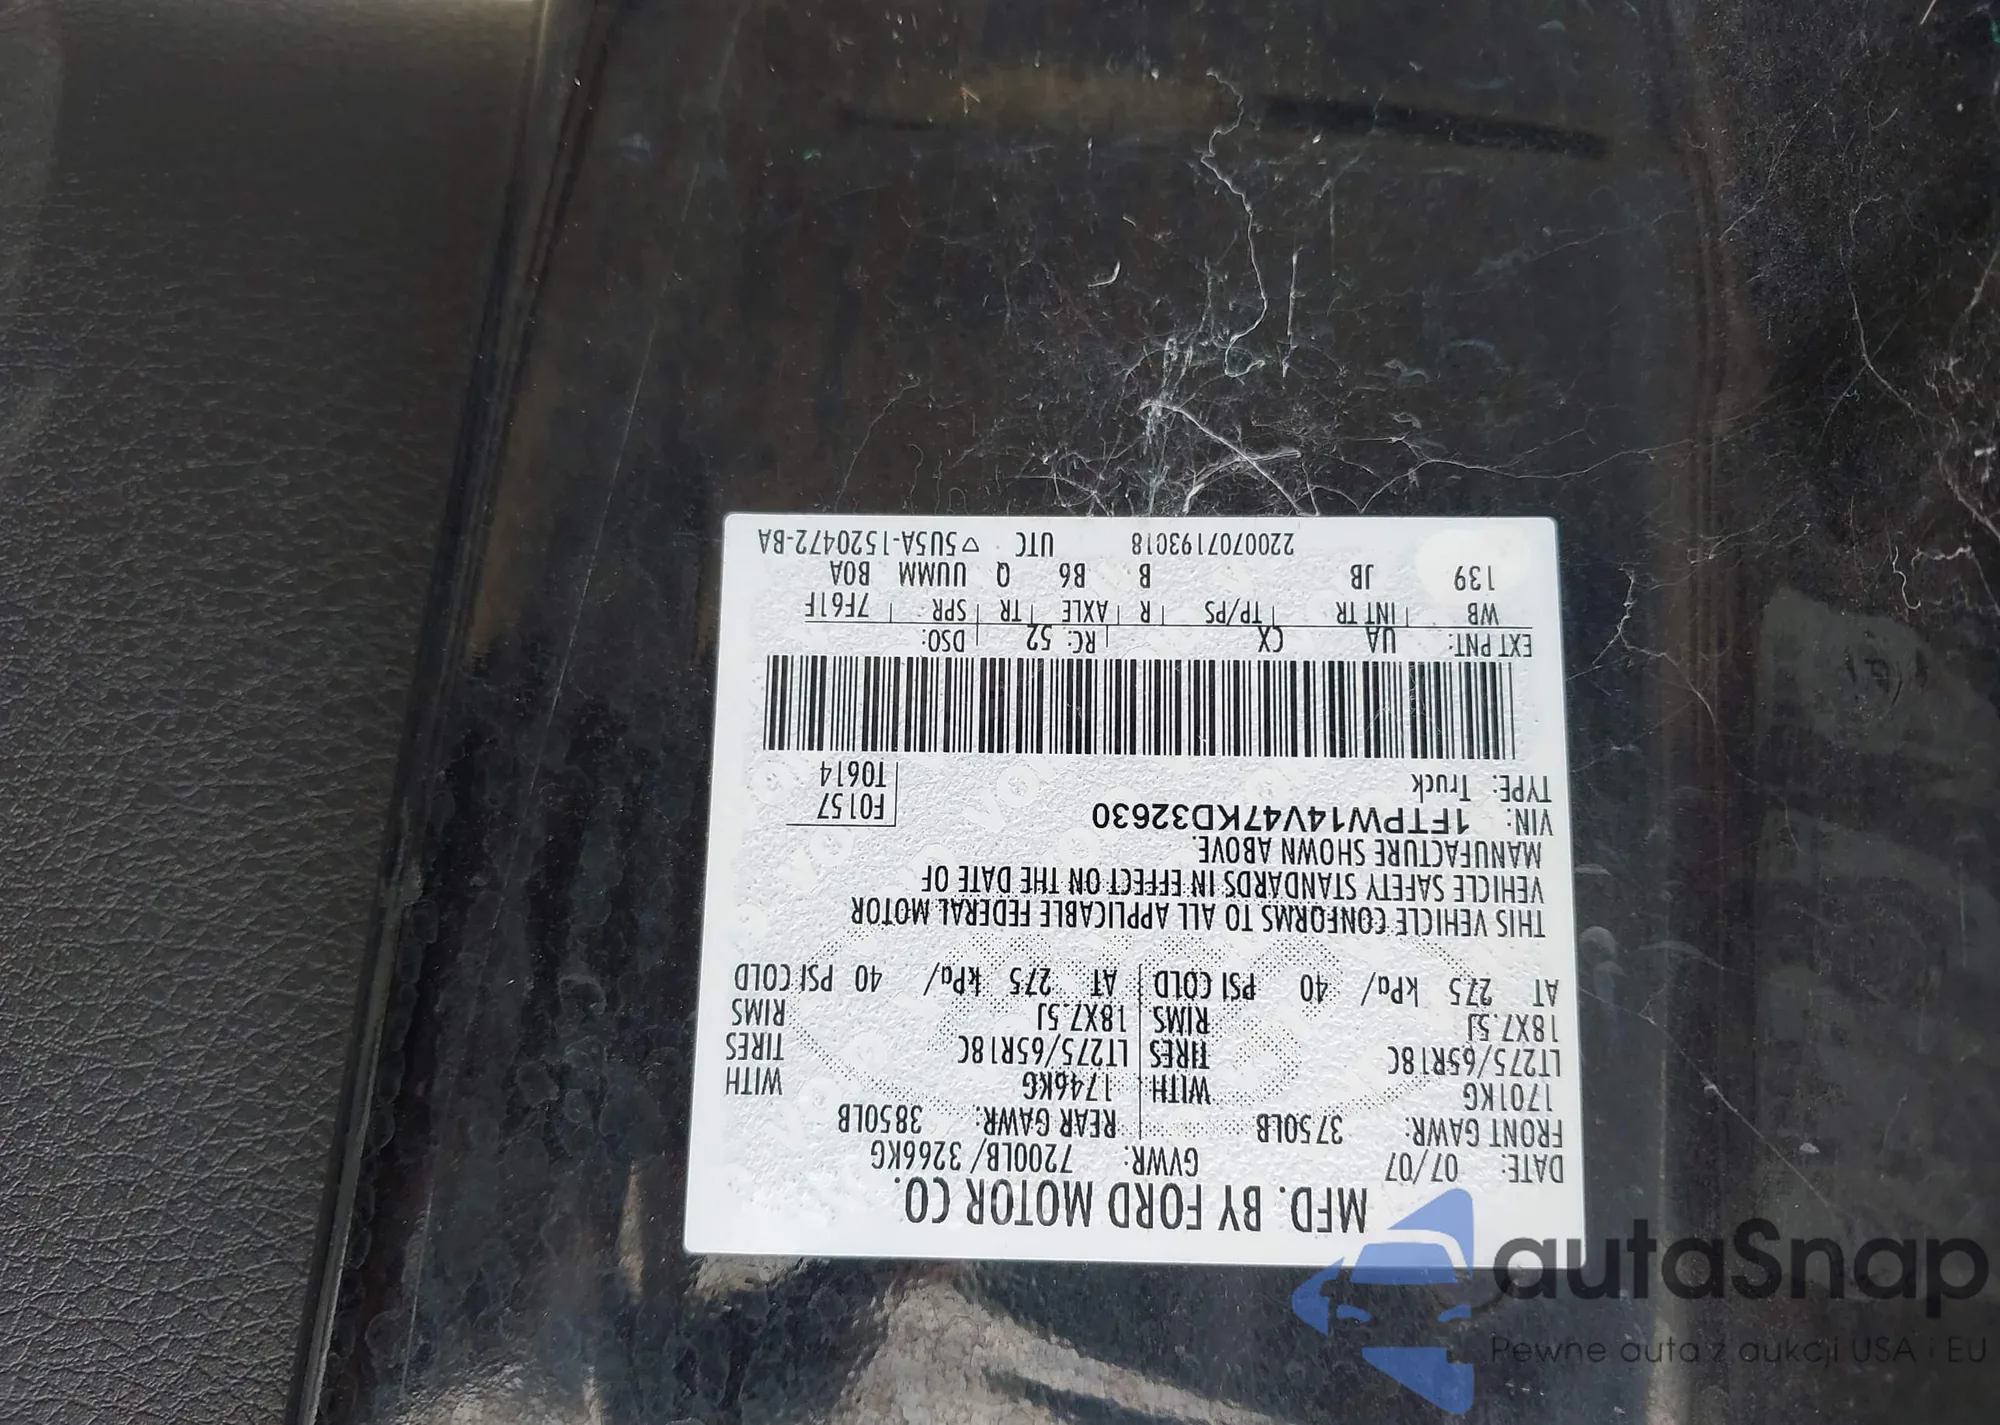 MFD. BY FORD MOTOR CO.
DATE: 07/07 GVWR: 7200LB/ 3266KG
FRONT GAWR: 3750LB REAR GAWR: 3850LB
1701KG WITH 1746KG WITH
LT275/65R18C TIRES LT275/65R18C TIRES
18X7.5J RIMS 18X7.5J RIMS
AT 275 kPa/ 40 PSI COLD AT 275 kPa/ 40 PSI COLD
THIS VEHICLE CONFORMS TO ALL APPLICABLE FEDERAL MOTOR
VEHICLE SAFETY STANDARDS IN EFFECT ON THE DATE OF
MANUFACTURE SHOWN ABOVE.
VIN: 1FTPW14V47KD32630 F0157
TYPE: Truck T0614
EXT PNT: UA CX RC: 52 DSO:
WB INT TR TP/PS R AXLE TR SPR 7F61F
139 JB B B6 Q UUMM BOA
2200707193018 UTC ▽5U5A-1520472-BA
autaSnap
Pewne auta z aukcji USA i EU